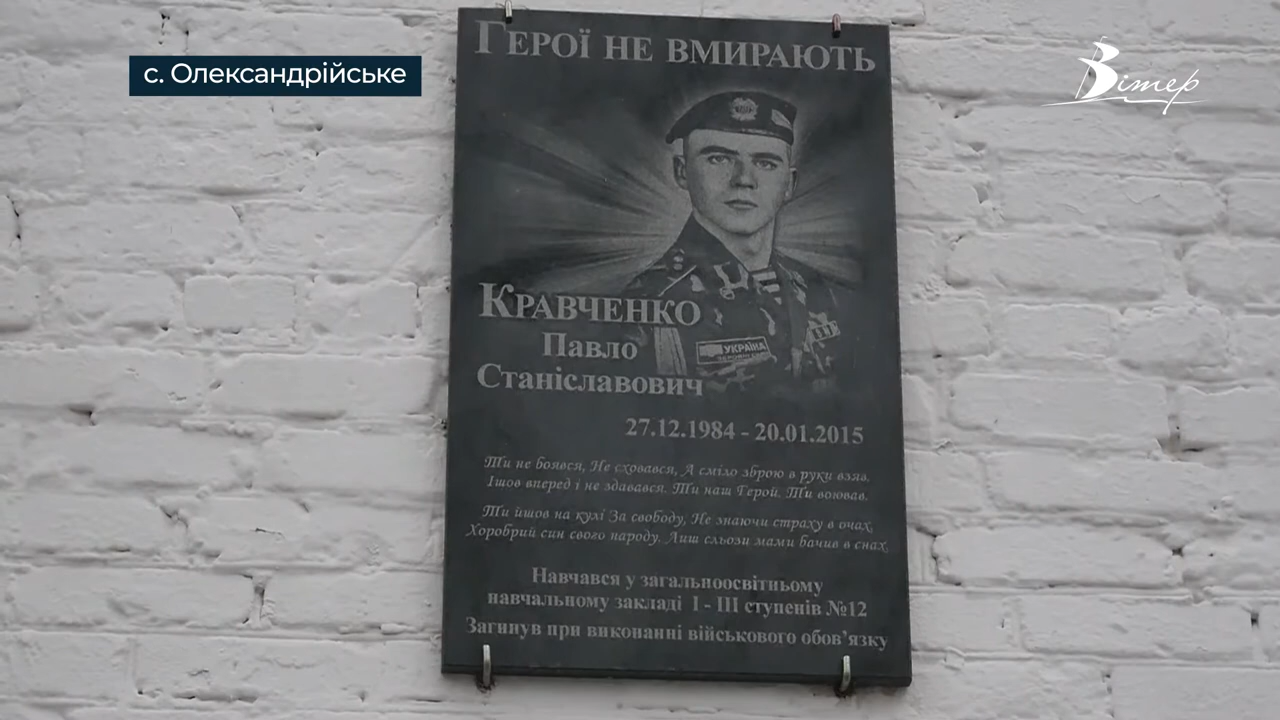 с. Олександрійське
Вітер
Герої не вмирають
Кравченко
Павло
Станіславович
УКРАЇНА
27.12.1984 - 20.01.2015
Ти не боявся, Не сховався, А сміло зброю в руки взяв.
Ішов вперед і не здавався. Ти наш Герой. Ти воював.
Ти йшов на кулі За свободу, Не знаючи страху в очах,
Хоробрий син свого народу. Лиш сльози мами бачив в снах.
Навчався у загальноосвітньому
навчальному закладі І - ІІІ ступенів №12
Загинув при виконанні військового обов’язку